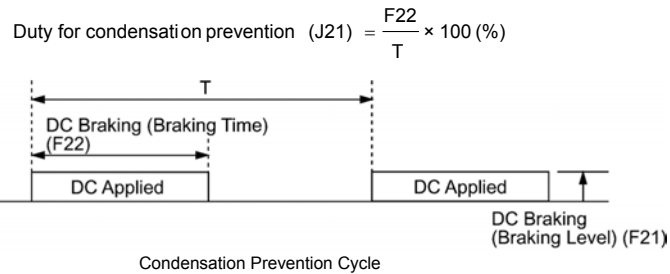 Duty for condensation prevention (J21) = F22 / T × 100 (%)
T
DC Braking (Braking Time)
(F22)
DC Applied
DC Applied
DC Braking
(Braking Level) (F21)
Condensation Prevention Cycle